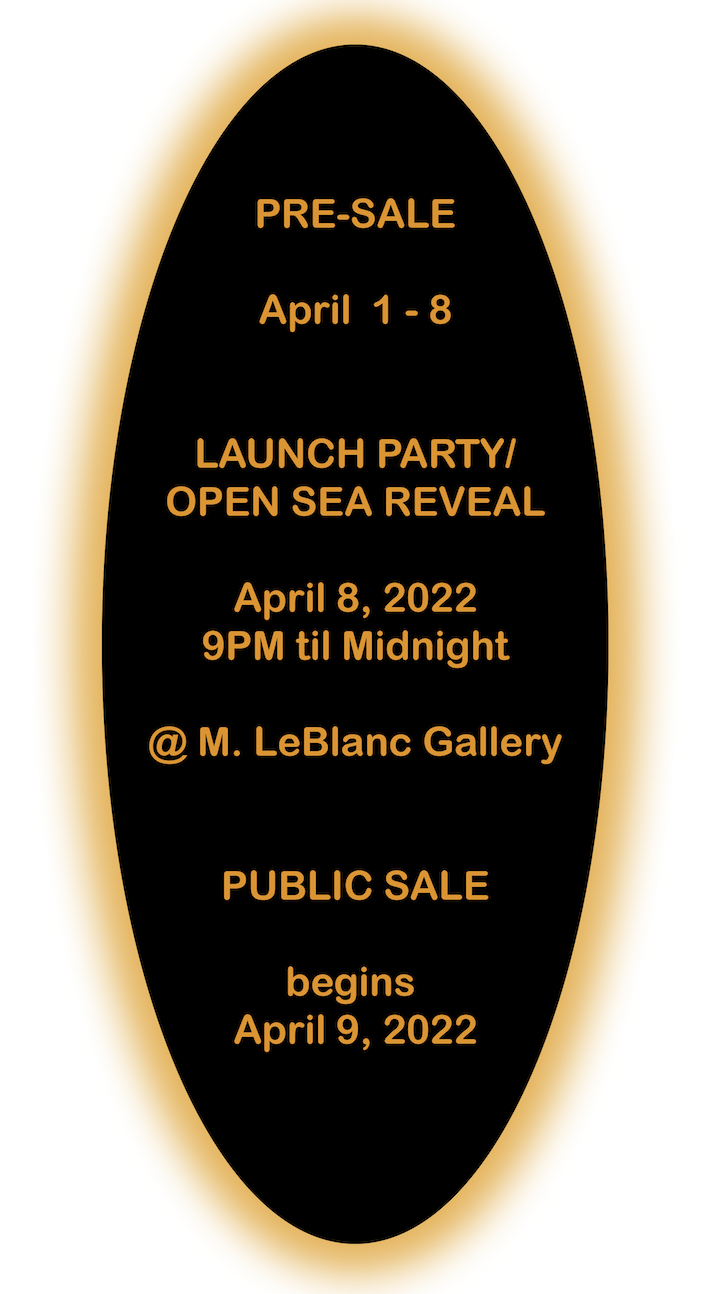 PRE-SALE
April  1 - 8
LAUNCH PARTY/
OPEN SEA REVEAL
April 8, 2022
9PM til Midnight
@ M. LeBlanc Gallery
PUBLIC SALE
begins
April 9, 2022